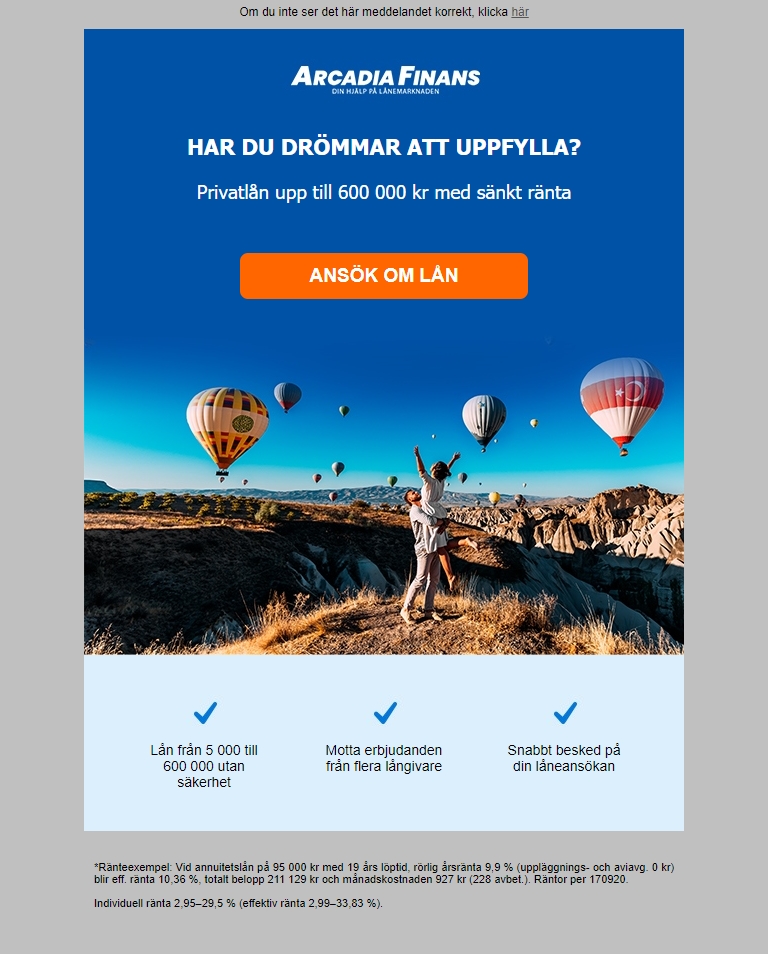 Om du inte ser det här meddelandet korrekt, klicka här
ARCADIA FINANS
DIN HJÄLP PÅ LÅNEMARKNADEN
HAR DU DRÖMMAR ATT UPPFYLLA?
Privatlån upp till 600 000 kr med sänkt ränta
ANSÖK OM LÅN
Lån från 5 000 till
600 000 utan
säkerhet
Motta erbjudanden
från flera långivare
Snabbt besked på
din låneansökan
*Ränteexempel: Vid annuitetslån på 95 000 kr med 19 års löptid, rörlig årsränta 9,9 % (uppläggnings- och aviavg. 0 kr)
blir eff. ränta 10,36 %, totalt belopp 211 129 kr och månadskostnaden 927 kr (228 avbet.). Räntor per 170920.
Individuell ränta 2,95–29,5 % (effektiv ränta 2,99–33,83 %).